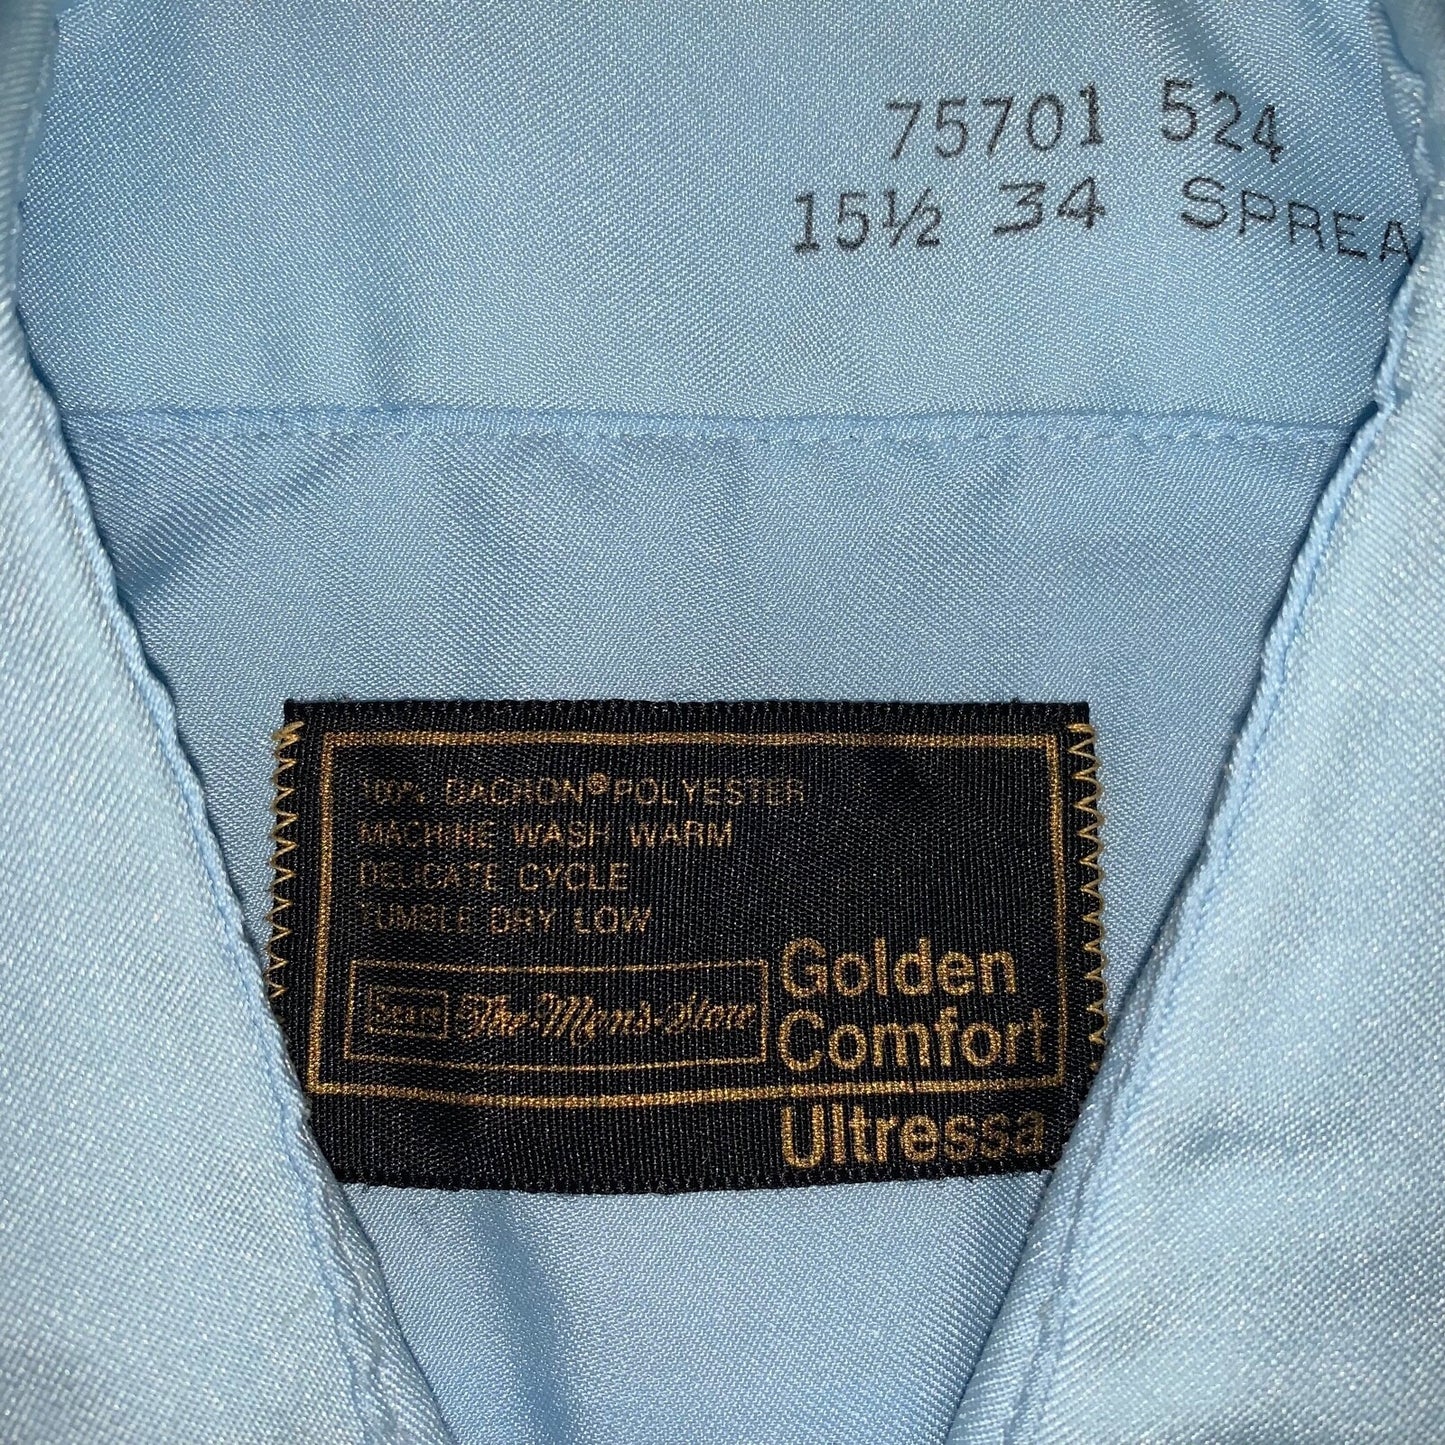 75701 524
15½ 34 SPREA
100% DACRON® POLYESTER
MACHINE WASH WARM
DELICATE CYCLE
TUMBLE DRY LOW
Sears The Men's Store
Golden
Comfort
Ultressa